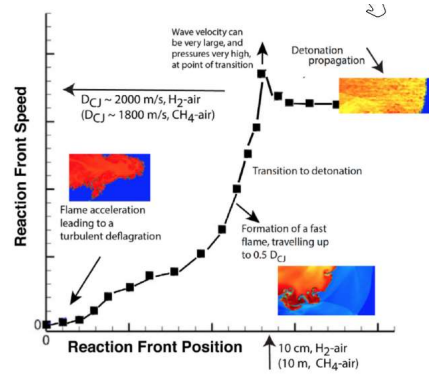 Wave velocity can
be very large, and
pressures very high,
at point of transition
Detonation
propagation
D_CJ ~ 2000 m/s, H₂-air
(D_CJ ~ 1800 m/s, CH₄-air)
Reaction Front Speed
Transition to detonation
Flame acceleration
leading to a
turbulent deflagration
Formation of a fast
flame, travelling up
to 0.5 D_CJ
0
0
Reaction Front Position
10 cm, H₂-air
(10 m, CH₄-air)